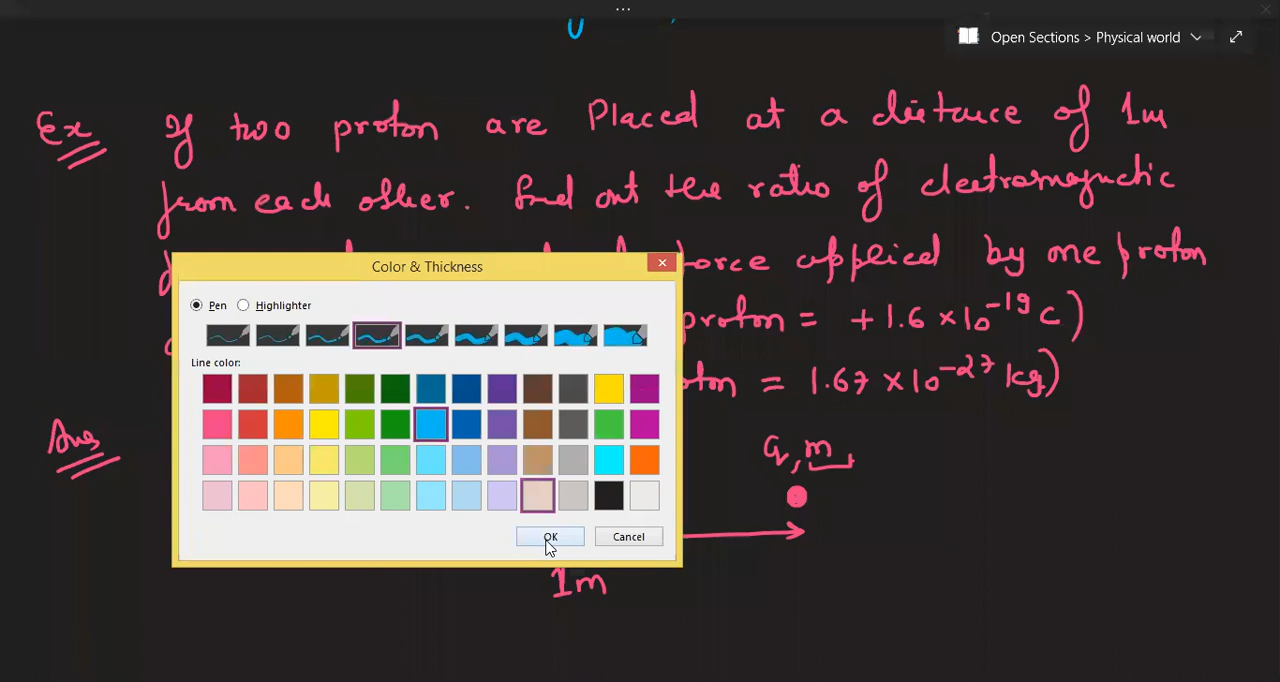 ...
Open Sections > Physical world
Ex If two proton are Placed at a distance of 1m
from each other. find out the ratio of electromagnetic
force applied by one proton
proton = +1.6 × 10⁻¹⁹ C)
= 1.67 × 10⁻²⁷ kg)
Color & Thickness
Pen Highlighter
Line color:
OK Cancel
Ans
q, m
1m